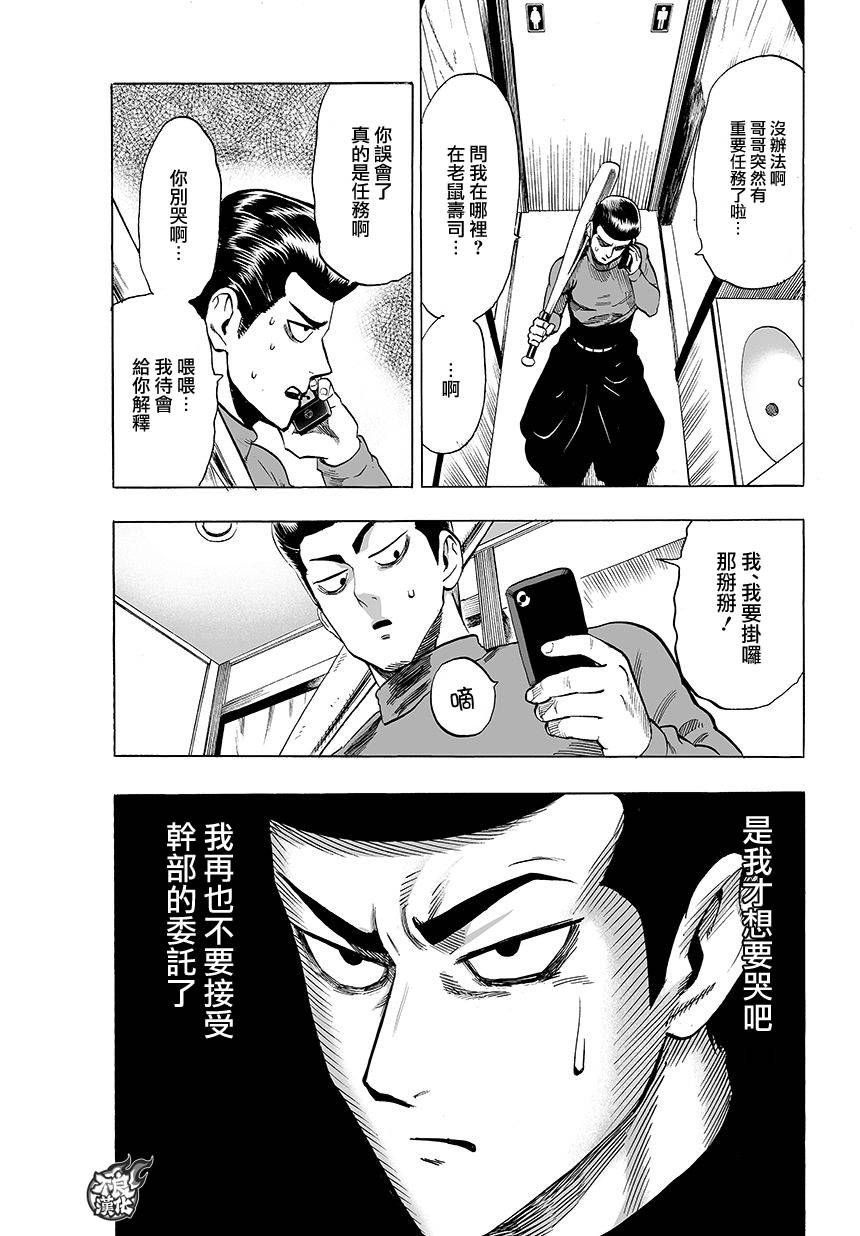 沒辦法啊
哥哥突然有
重要任務了啦…
問我在哪裡?
在老鼠壽司…
…啊
你誤會了
真的是任務啊
你別哭啊…
喂喂…
我待會
給你解釋
我、我要掛囉
那掰掰!
嘀
是我才想要哭吧
我再也不要接受
幹部的委託了
不良
漢化